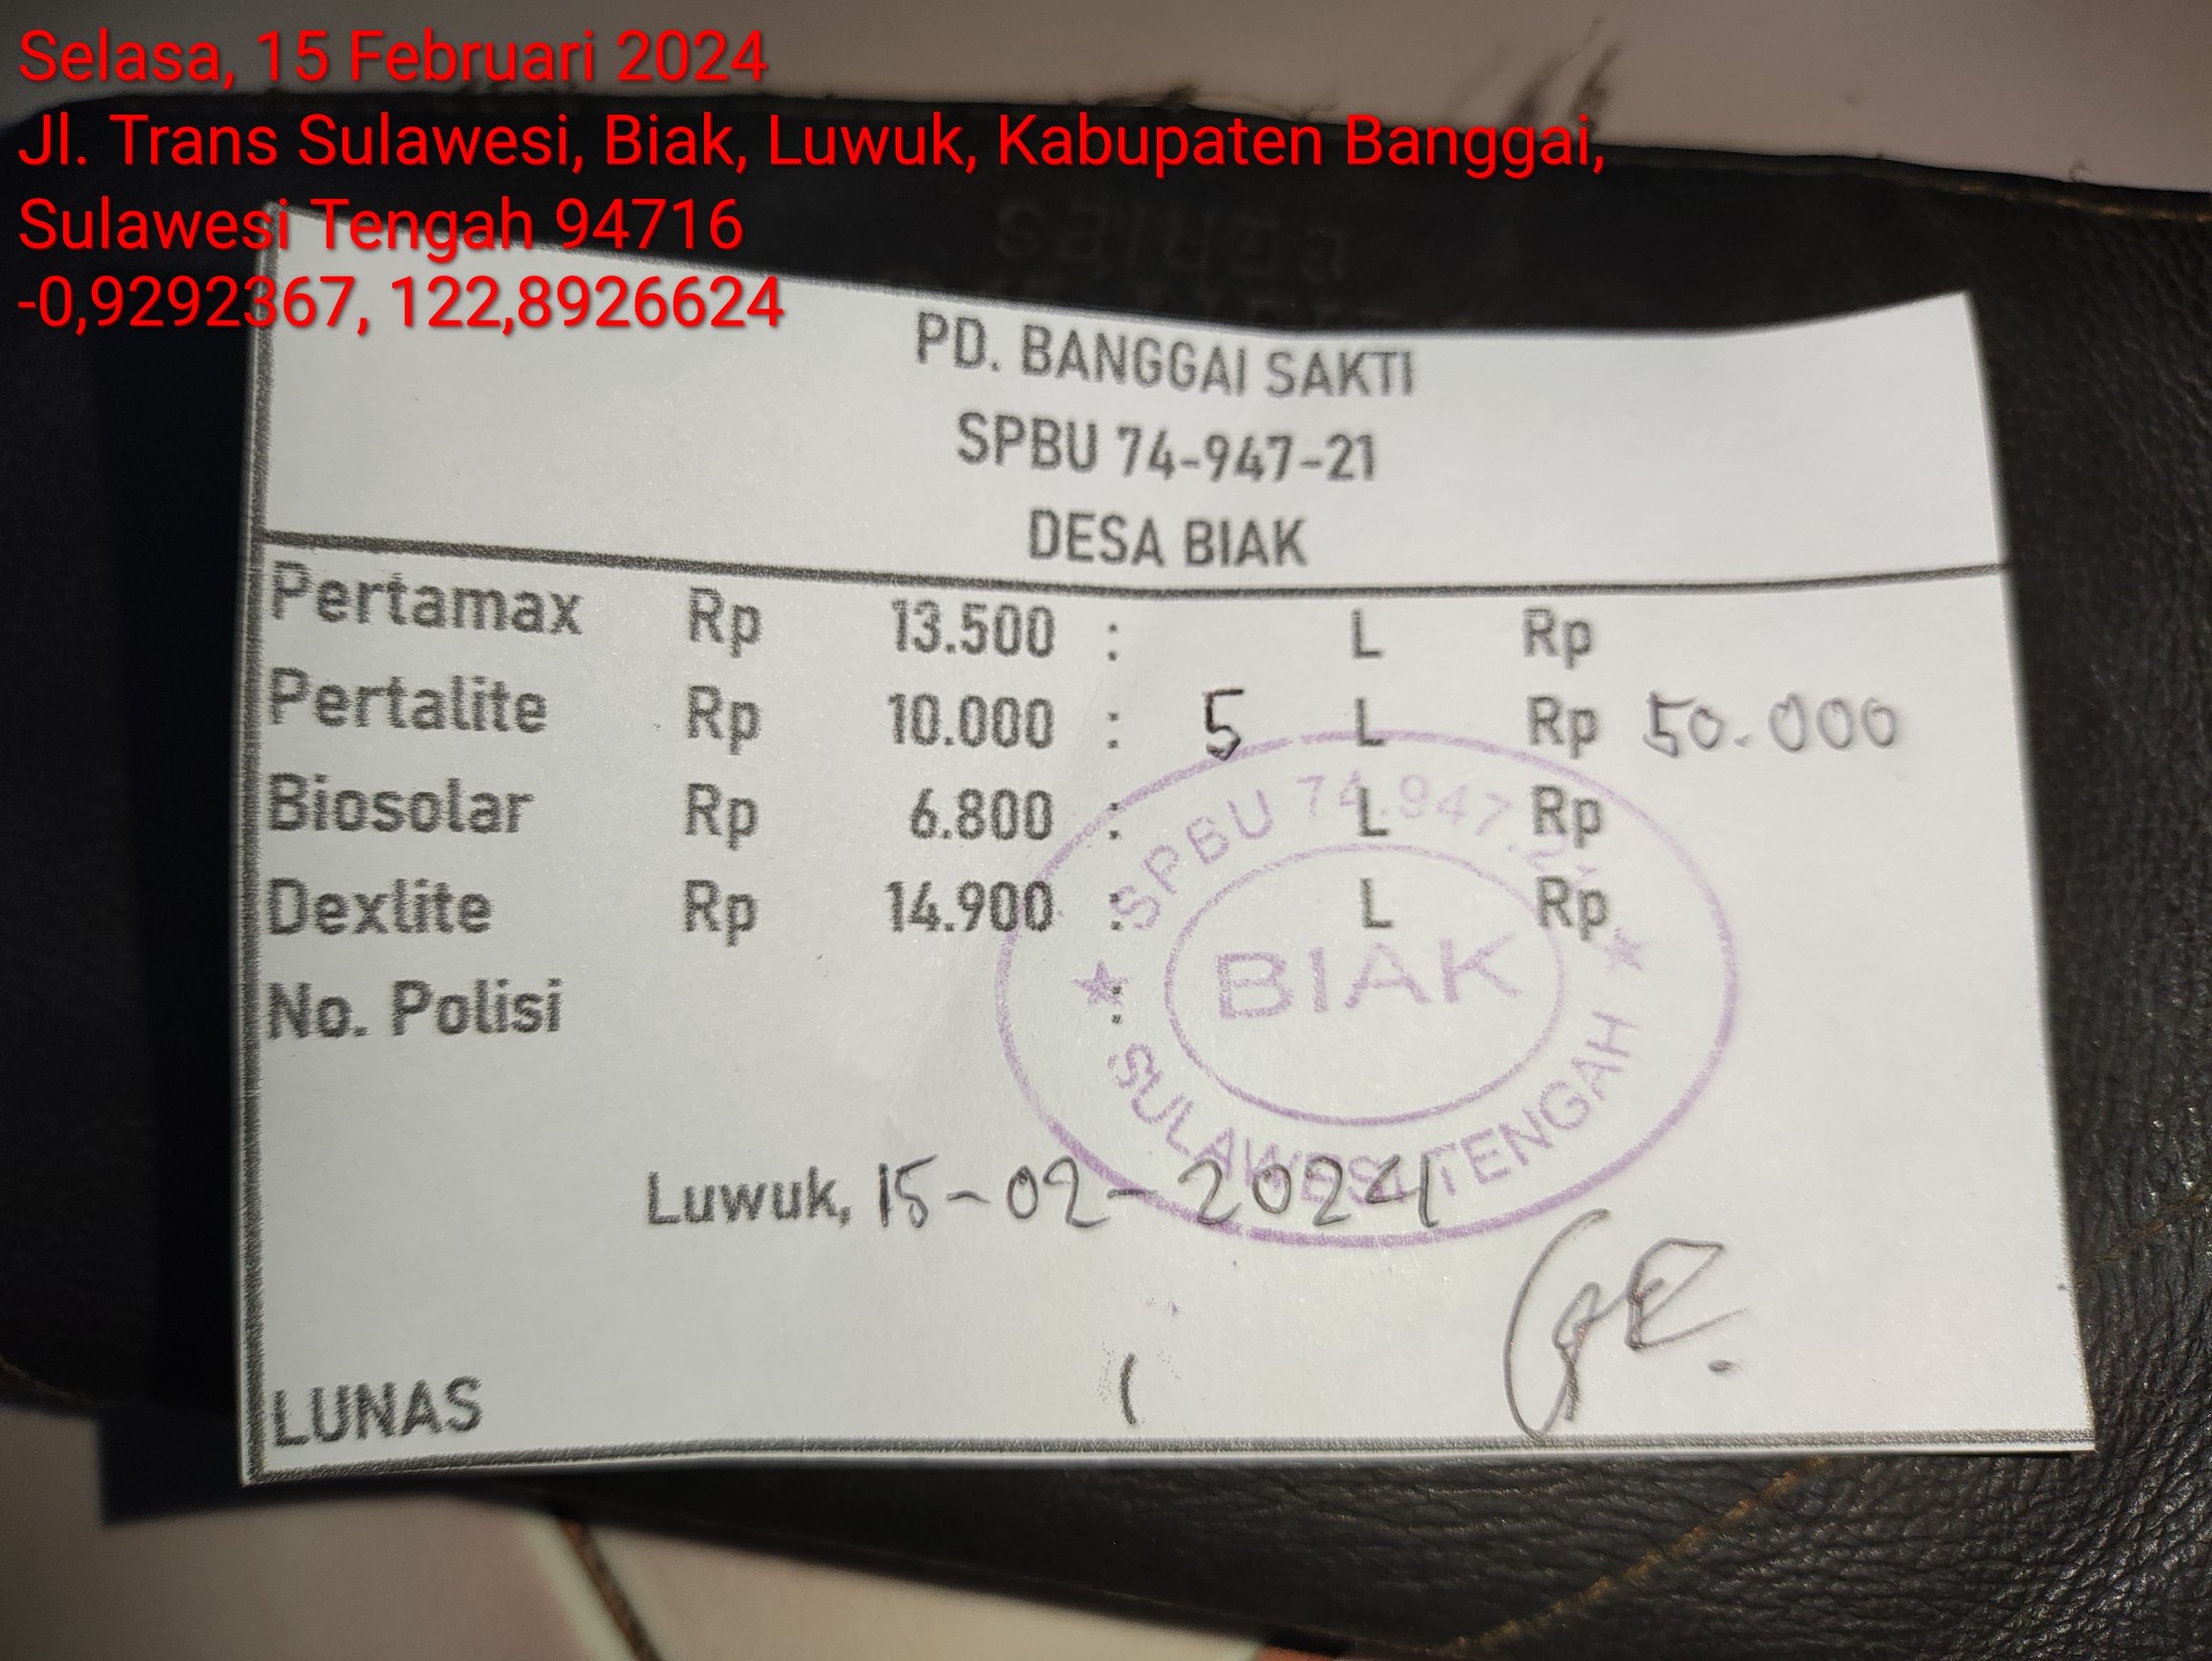 Selasa, 15 Februari 2024
Jl. Trans Sulawesi, Biak, Luwuk, Kabupaten Banggai,
Sulawesi Tengah 94716
-0,9292367, 122,8926624
SERIES
PD. BANGGAI SAKTI
SPBU 74-947-21
DESA BIAK
Pertamax Rp 13.500 : L Rp
Pertalite Rp 10.000 : 5 L Rp 50.000
Biosolar Rp 6.800 : L Rp
Dexlite Rp 14.900 : L Rp
No. Polisi :
SPBU 74.947.21
BIAK
SULAWESI TENGAH
Luwuk, 15-02-2024
LUNAS (